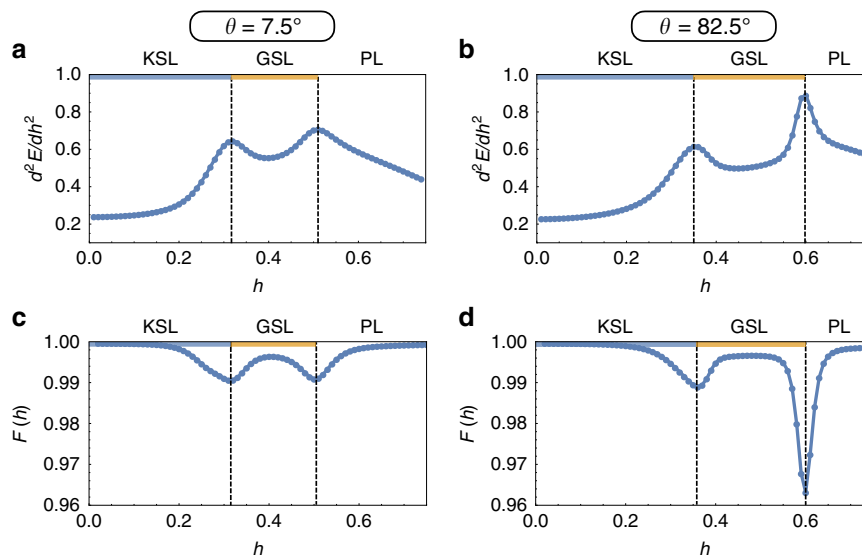 θ = 7.5°
θ = 82.5°
a
KSL GSL PL
1.0
0.8
0.6
0.4
0.2
d²E/dh²
0.0 0.2 0.4 0.6
h
b
KSL GSL PL
1.0
0.8
0.6
0.4
0.2
d²E/dh²
0.0 0.2 0.4 0.6
h
c
KSL GSL PL
1.00
0.99
0.98
0.97
0.96
F (h)
0.0 0.2 0.4 0.6
h
d
KSL GSL PL
1.00
0.99
0.98
0.97
0.96
F (h)
0.0 0.2 0.4 0.6
h